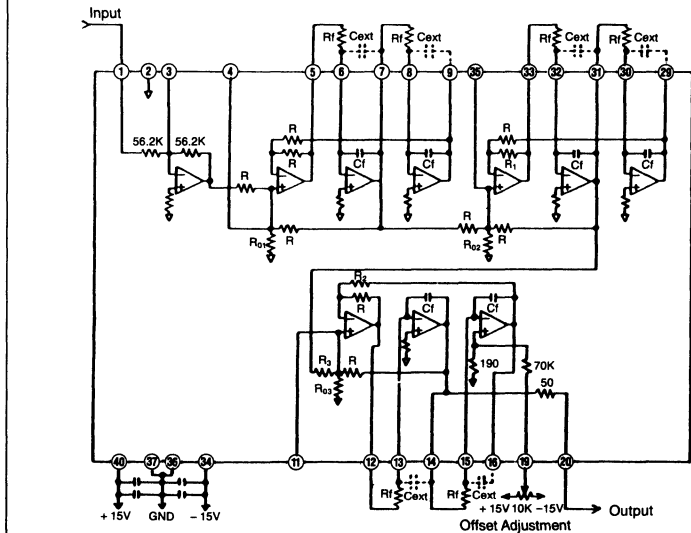 Input
Rf Cext Rf Cext Rf Cext Rf Cext
1 2 3 4 5 6 7 8 9 35 33 32 31 30 29
R R
56.2K 56.2K R R Cf Cf R1 Cf Cf
R01 R R R02 R
R2
R Cf Cf
R3 R
R03
190 70K
50
40 37 36 34 11 12 13 14 15 16 19 20
+15V GND -15V
Rf Cext Rf Cext
+15V 10K -15V
Output
Offset Adjustment